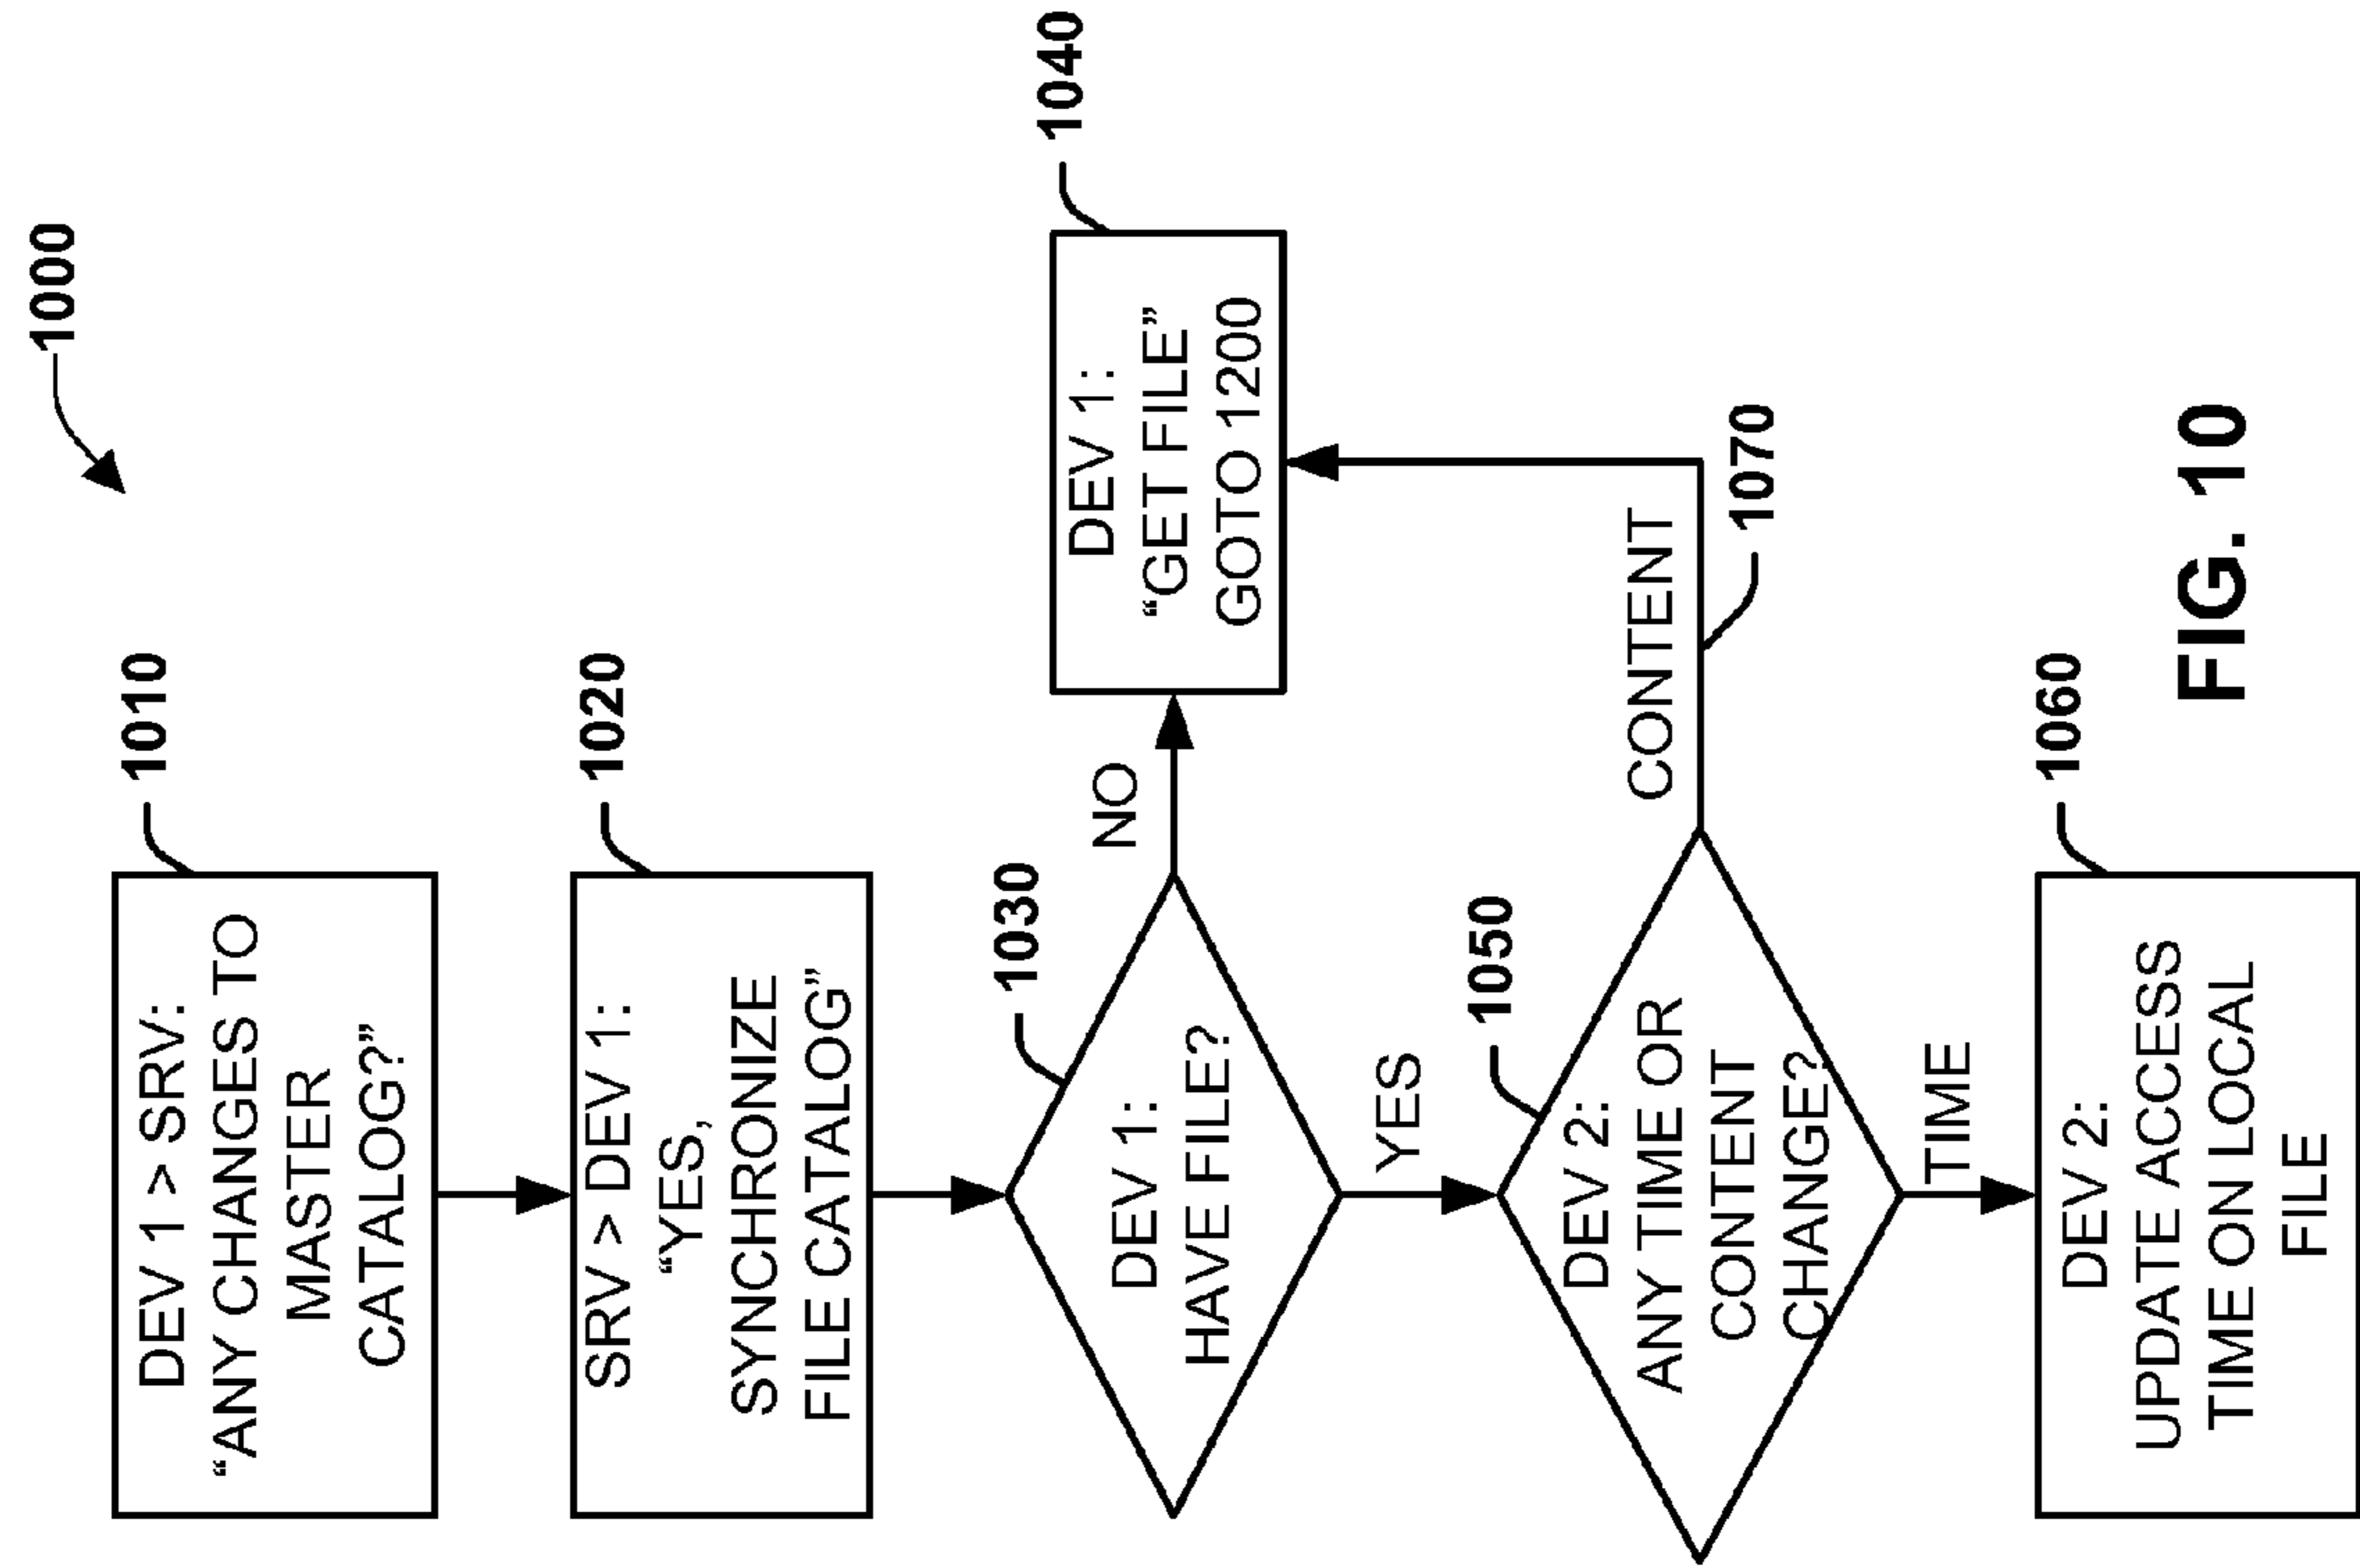 1000
1010
DEV 1 > SRV:
“ANY CHANGES TO
MASTER
CATALOG?”
1020
SRV > DEV 1:
“YES,
SYNCHRONIZE
FILE CATALOG”
1030
DEV 1:
HAVE FILE?
NO
1040
DEV 1:
“GET FILE”
GOTO 1200
YES
1050
DEV 2:
ANY TIME OR
CONTENT
CHANGE?
CONTENT
1070
TIME
1060
DEV 2:
UPDATE ACCESS
TIME ON LOCAL
FILE
FIG. 10